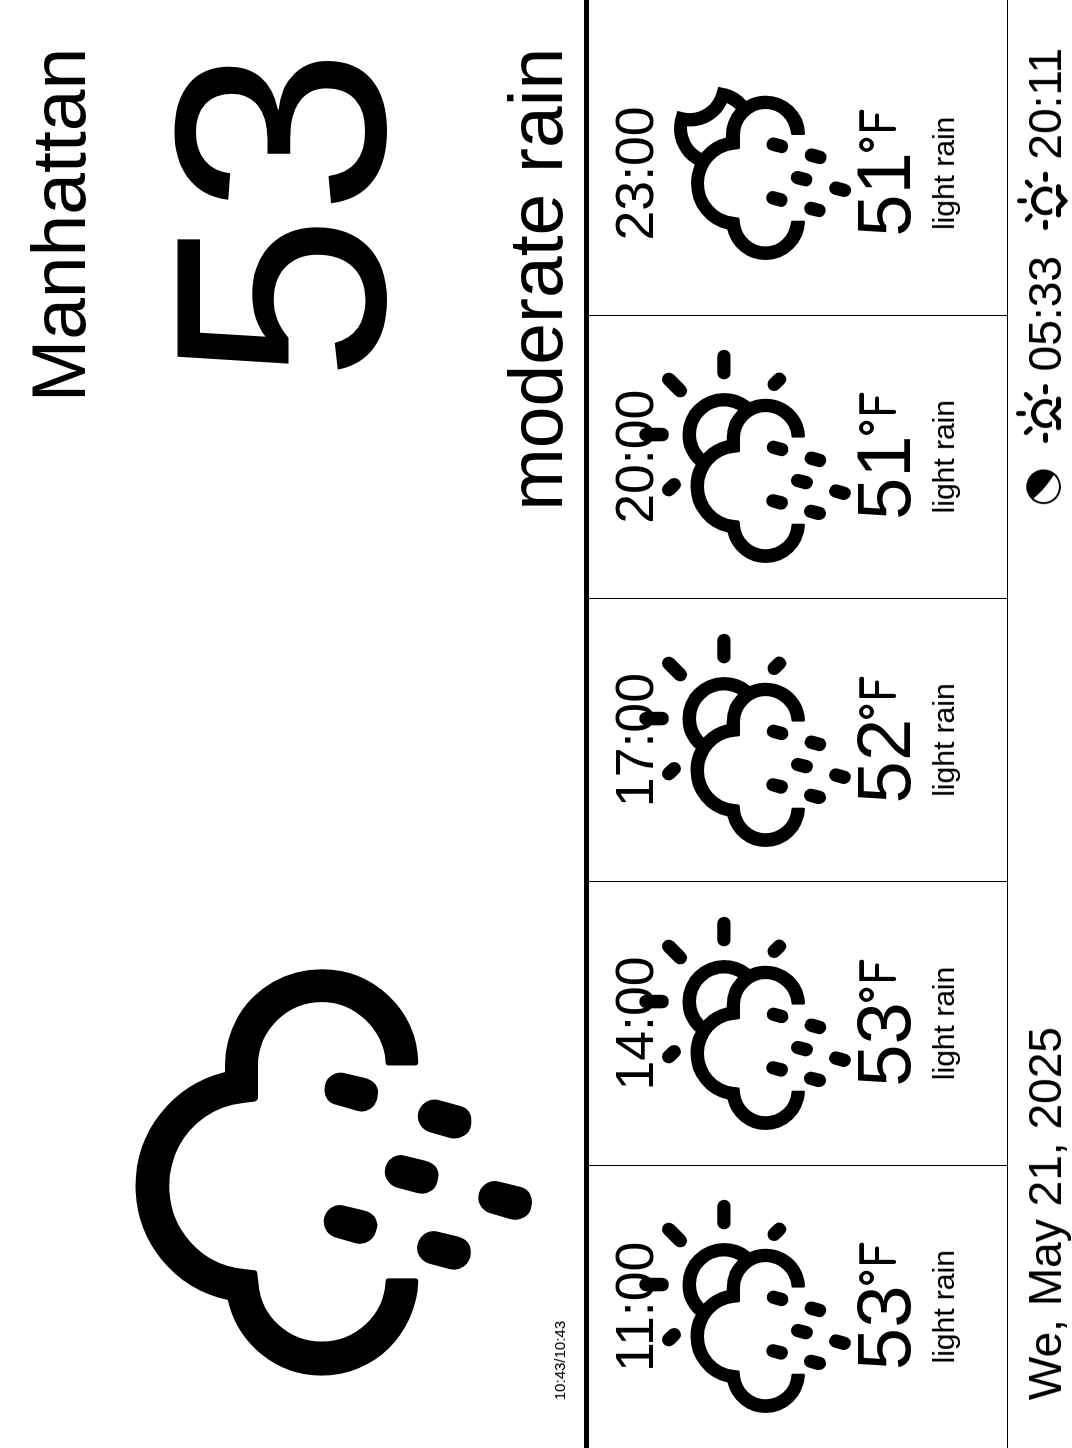 Manhattan
53
moderate rain
10:43/10:43
11:00
53°F
light rain
14:00
53°F
light rain
17:00
52°F
light rain
20:00
51°F
light rain
23:00
51°F
light rain
We, May 21, 2025
05:33 20:11